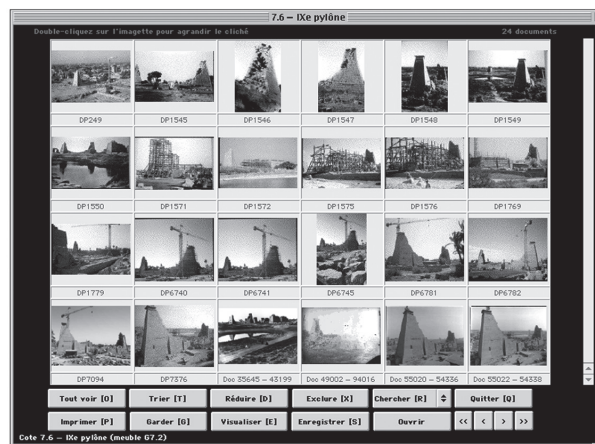 7.6 – IXe pylône
Double-cliquez sur l'imagette pour agrandir le cliché 24 documents
DP249 DP1545 DP1546 DP1547 DP1548 DP1549
DP1550 DP1571 DP1572 DP1575 DP1576 DP1769
DP1779 DP6740 DP6741 DP6745 DP6781 DP6782
DP7094 DP7376 Doc 35645 – 43199 Doc 49002 – 94016 Doc 55020 – 54336 Doc 55022 – 54338
Tout voir [O] Trier [T] Réduire [D] Exclure [X] Chercher [R] Quitter [Q]
Imprimer [P] Garder [G] Visualiser [E] Enregistrer [S] Ouvrir << < > >>
Cote 7.6 – IXe pylône (meuble G7.2)